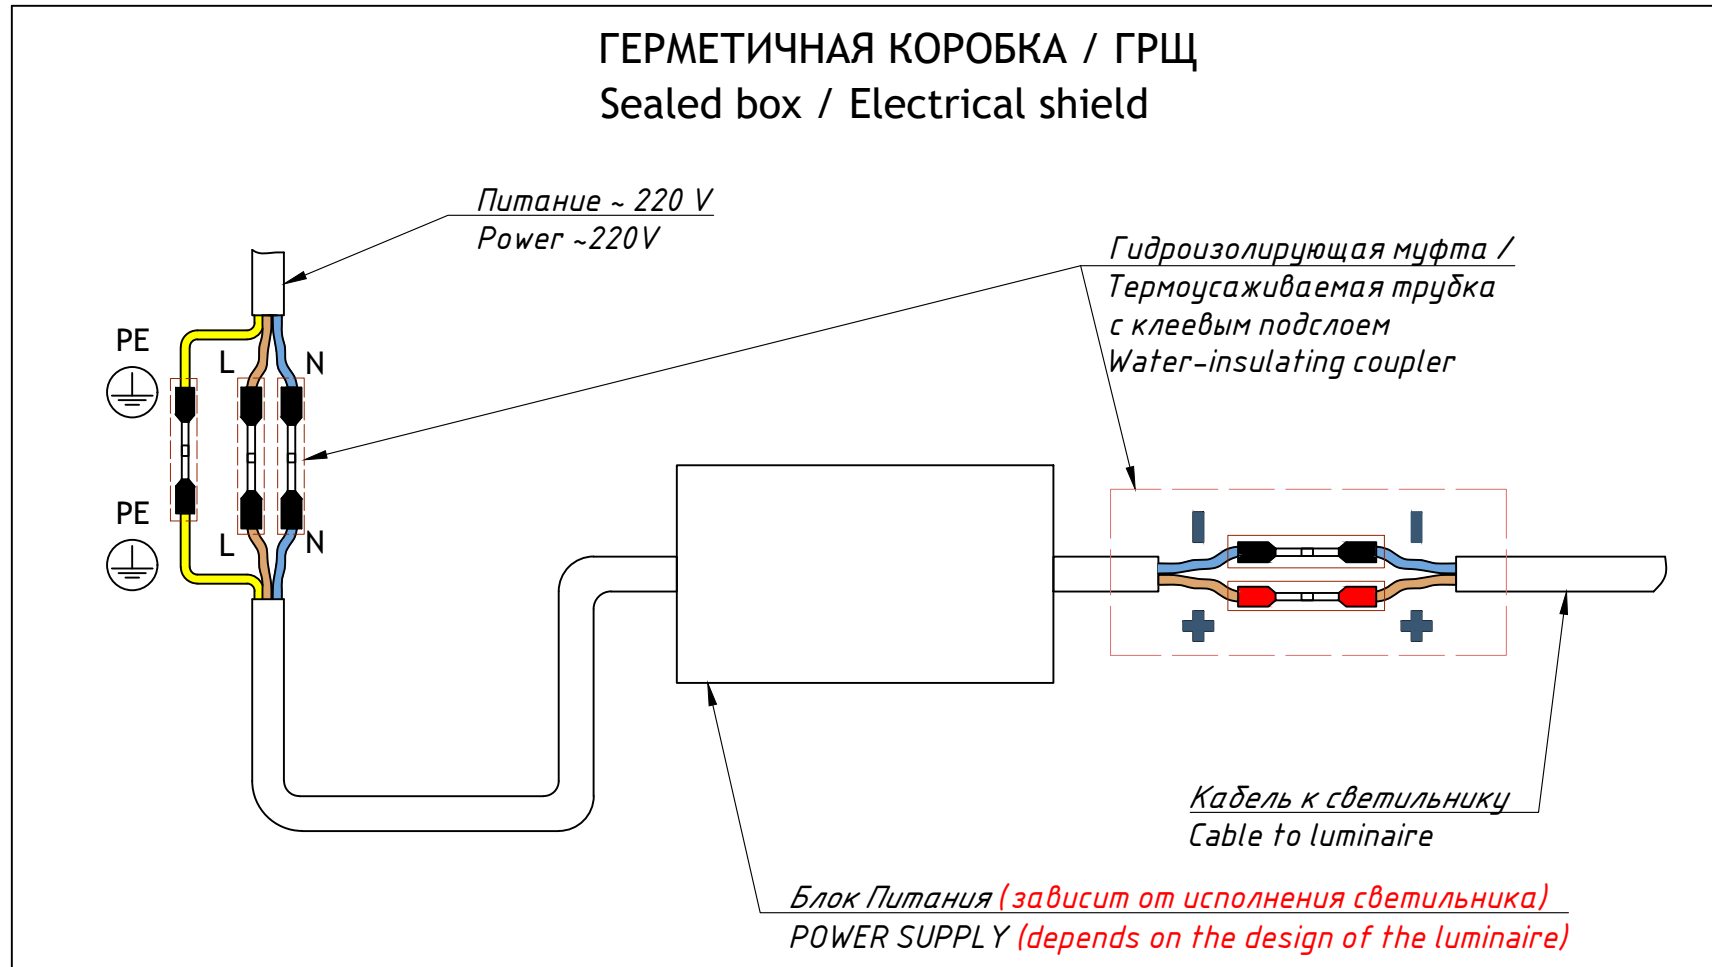 ГЕРМЕТИЧНАЯ КОРОБКА / ГРЩ
Sealed box / Electrical shield
Питание ~ 220 V
Power ~220V
Гидроизолирующая муфта /
Термоусаживаемая трубка
с клеевым подслоем
Water-insulating coupler
PE
L
N
PE
L
N
Кабель к светильнику
Cable to luminaire
Блок Питания (зависит от исполнения светильника)
POWER SUPPLY (depends on the design of the luminaire)